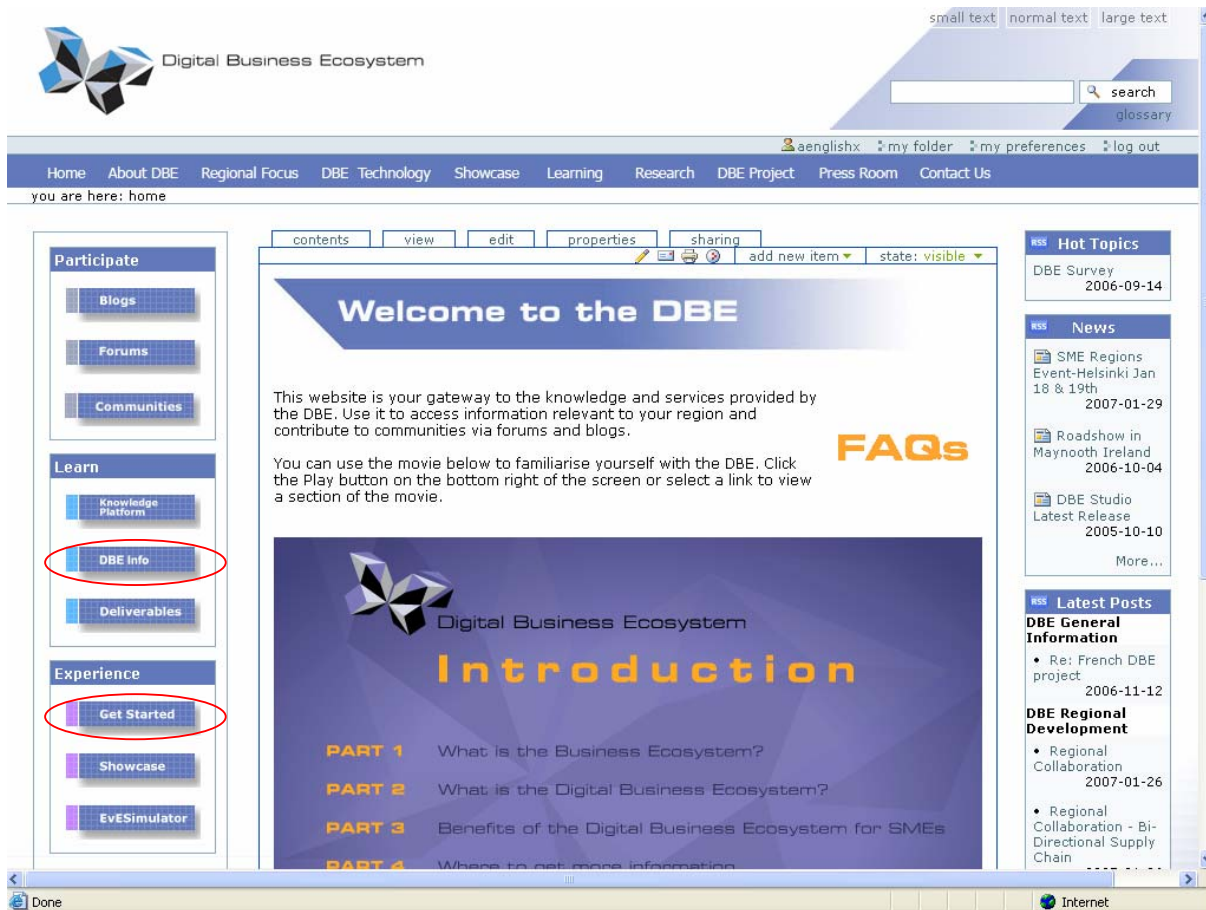 small text normal text large text
Digital Business Ecosystem
search
glossary
aenglishx my folder my preferences log out
Home About DBE Regional Focus DBE Technology Showcase Learning Research DBE Project Press Room Contact Us
you are here: home
Participate
Blogs
Forums
Communities
Learn
Knowledge
Platform
DBE Info
Deliverables
Experience
Get Started
Showcase
EvESimulator
contents view edit properties sharing
add new item state: visible
Welcome to the DBE
This website is your gateway to the knowledge and services provided by
the DBE. Use it to access information relevant to your region and
contribute to communities via forums and blogs.
FAQs
You can use the movie below to familiarise yourself with the DBE. Click
the Play button on the bottom right of the screen or select a link to view
a section of the movie.
Digital Business Ecosystem
Introduction
PART 1 What is the Business Ecosystem?
PART 2 What is the Digital Business Ecosystem?
PART 3 Benefits of the Digital Business Ecosystem for SMEs
PART 4 Where to get more information
RSS Hot Topics
DBE Survey
2006-09-14
RSS News
SME Regions
Event-Helsinki Jan
18 & 19th
2007-01-29
Roadshow in
Maynooth Ireland
2006-10-04
DBE Studio
Latest Release
2005-10-10
More...
RSS Latest Posts
DBE General
Information
• Re: French DBE
project
2006-11-12
DBE Regional
Development
• Regional
Collaboration
2007-01-26
• Regional
Collaboration - Bi-
Directional Supply
Chain
Done Internet